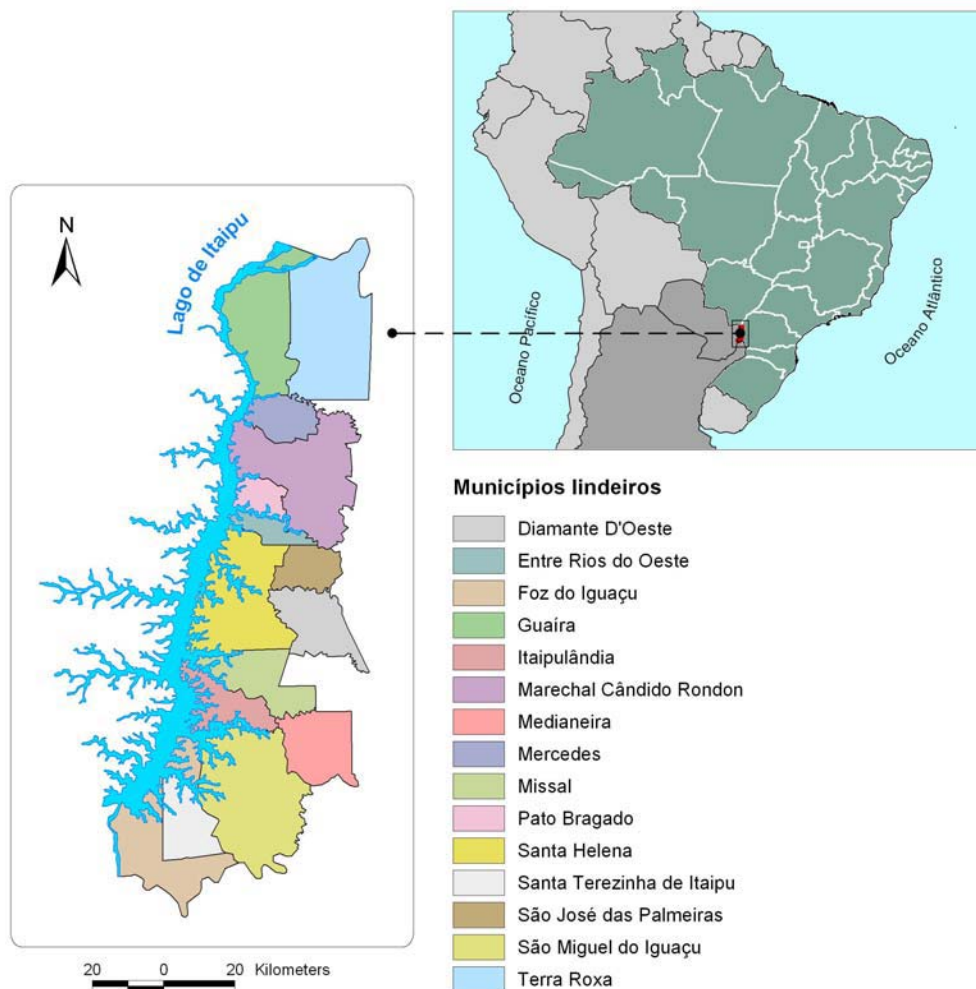 N
Lago de Itaipu
Oceano Pacífico
Oceano Atlântico
Municípios lindeiros
Diamante D'Oeste
Entre Rios do Oeste
Foz do Iguaçu
Guaíra
Itaipulândia
Marechal Cândido Rondon
Medianeira
Mercedes
Missal
Pato Bragado
Santa Helena
Santa Terezinha de Itaipu
São José das Palmeiras
São Miguel do Iguaçu
Terra Roxa
20 0 20 Kilometers